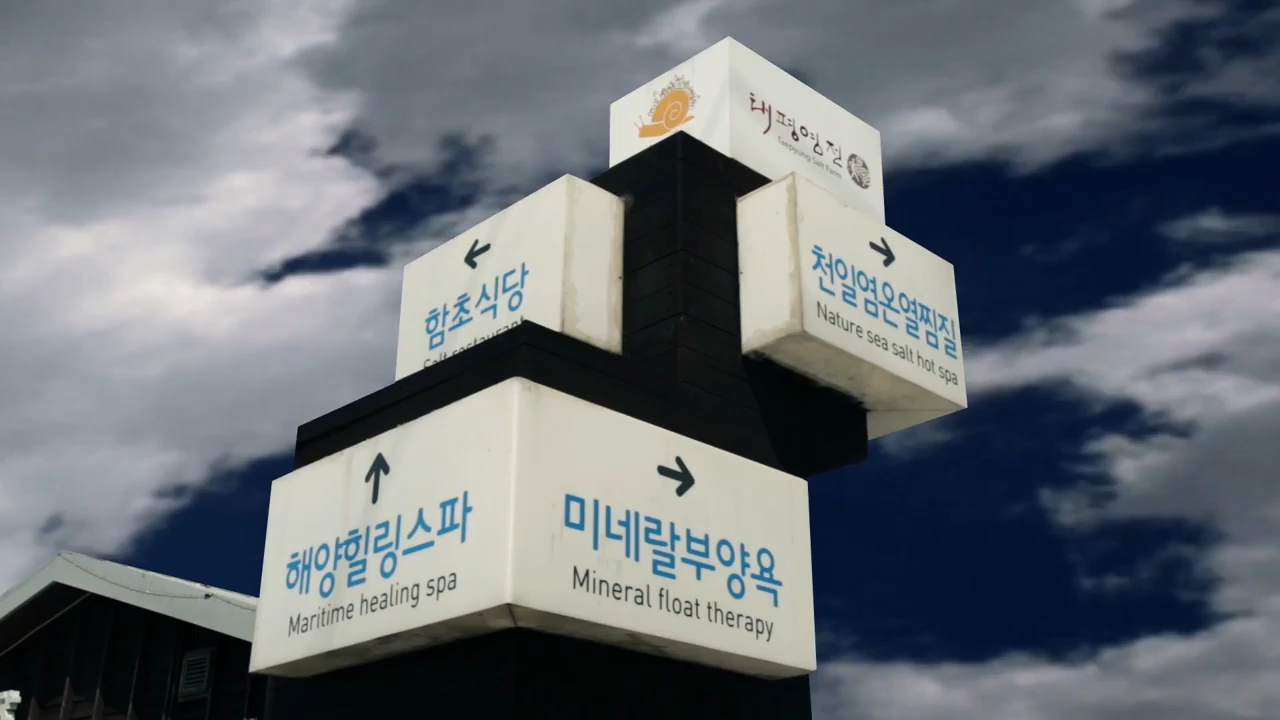 태평염전
Taepyung Salt Farm
함초식당
Salt restaurant
천일염온열찜질
Nature sea salt hot spa
해양힐링스파
Maritime healing spa
미네랄부양욕
Mineral float therapy